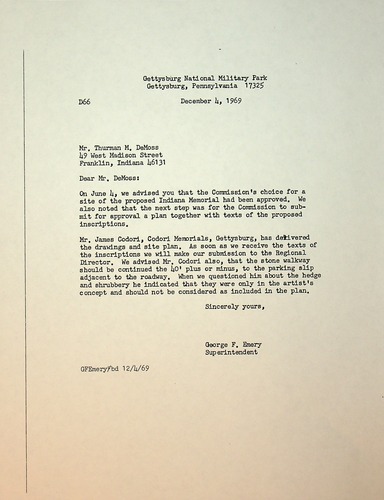 Gettysburg National Military Park
Gettysburg, Pennsylvania 17325
D66 December 4, 1969
Mr. Thurman M. DeMoss
49 West Madison Street
Franklin, Indiana 46131
Dear Mr. DeMoss:
On June 4, we advised you that the Commission's choice for a
site of the proposed Indiana Memorial had been approved. We
also noted that the next step was for the Commission to sub-
mit for approval a plan together with texts of the proposed
inscriptions.
Mr. James Codori, Codori Memorials, Gettysburg, has delivered
the drawings and site plan. As soon as we receive the texts of
the inscriptions we will make our submission to the Regional
Director. We advised Mr. Codori also, that the stone walkway
should be continued the 40' plus or minus, to the parking slip
adjacent to the roadway. When we questioned him about the hedge
and shrubbery he indicated that they were only in the artist's
concept and should not be considered as included in the plan.
Sincerely yours,
George F. Emery
Superintendent
GFEmery/bd 12/4/69